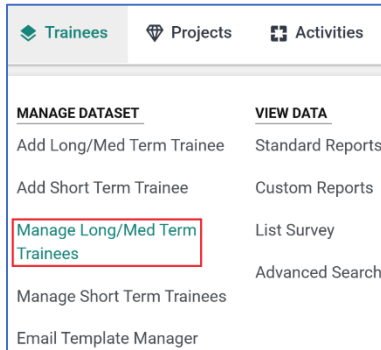 Trainees Projects Activities
MANAGE DATASET
Add Long/Med Term Trainee
Add Short Term Trainee
Manage Long/Med Term
Trainees
Manage Short Term Trainees
Email Template Manager
VIEW DATA
Standard Reports
Custom Reports
List Survey
Advanced Search